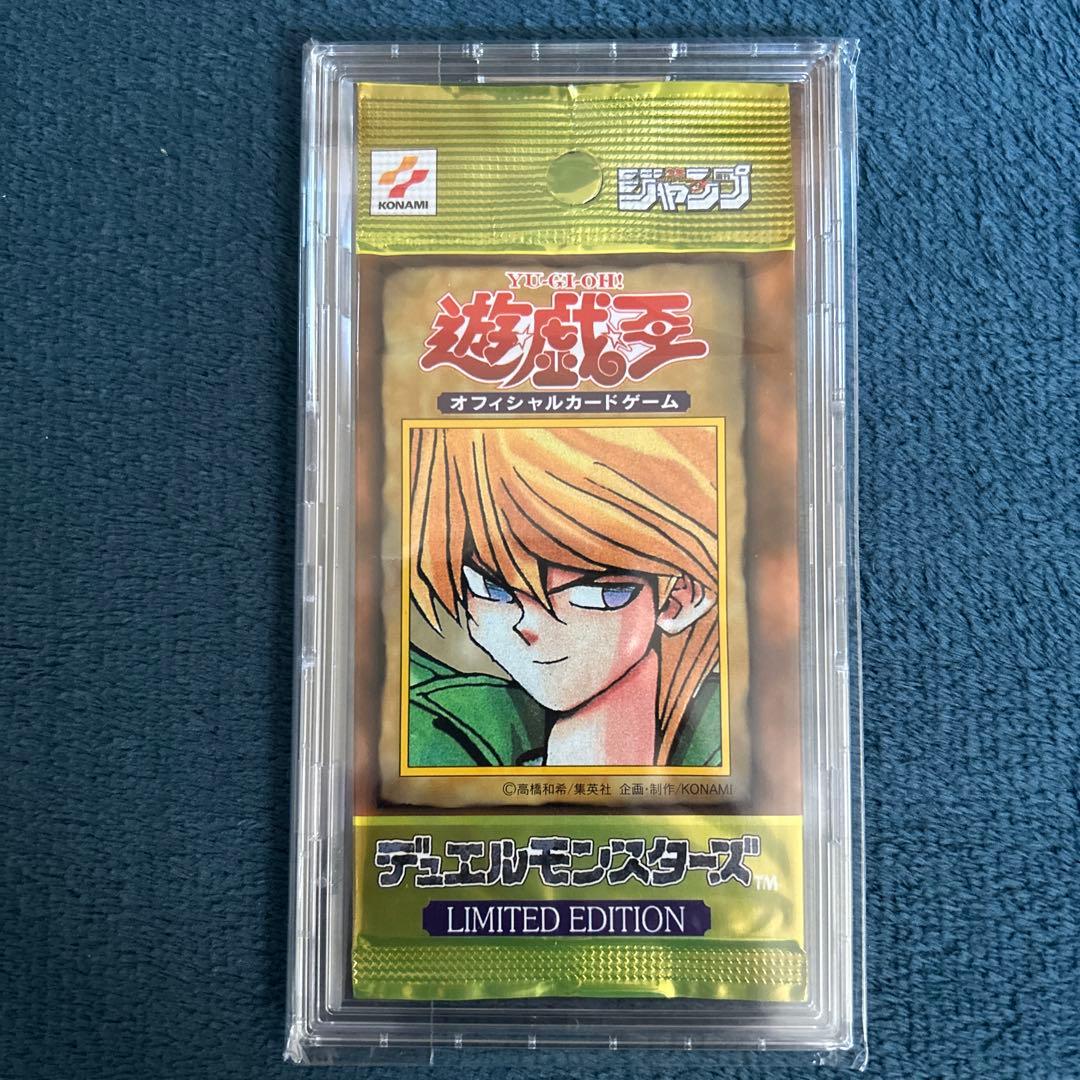 KONAMI
ジャンプ
YU-GI-OH!
遊戯王
オフィシャルカードゲーム
©高橋和希/集英社 企画・制作/KONAMI
デュエルモンスターズ™
LIMITED EDITION